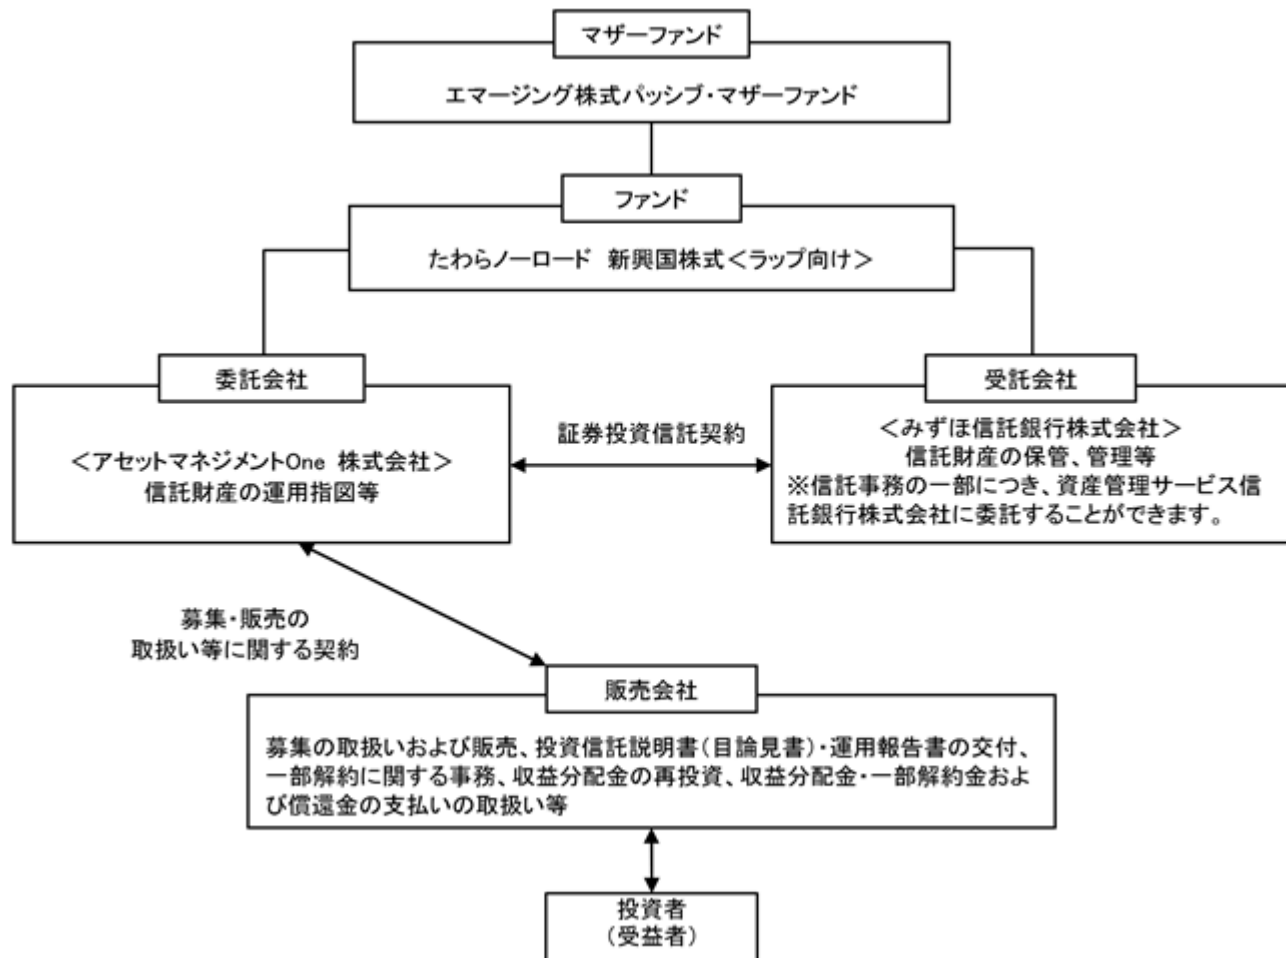 マザーファンド
エマージング株式パッシブ・マザーファンド
ファンド
たわらノーロード 新興国株式＜ラップ向け＞
委託会社
＜アセットマネジメントOne 株式会社＞
信託財産の運用指図等
証券投資信託契約
受託会社
＜みずほ信託銀行株式会社＞
信託財産の保管、管理等
※信託事務の一部につき、資産管理サービス信
託銀行株式会社に委託することができます。
募集・販売の
取扱い等に関する契約
販売会社
募集の取扱いおよび販売、投資信託説明書（目論見書）・運用報告書の交付、
一部解約に関する事務、収益分配金の再投資、収益分配金・一部解約金およ
び償還金の支払いの取扱い等
投資者
（受益者）